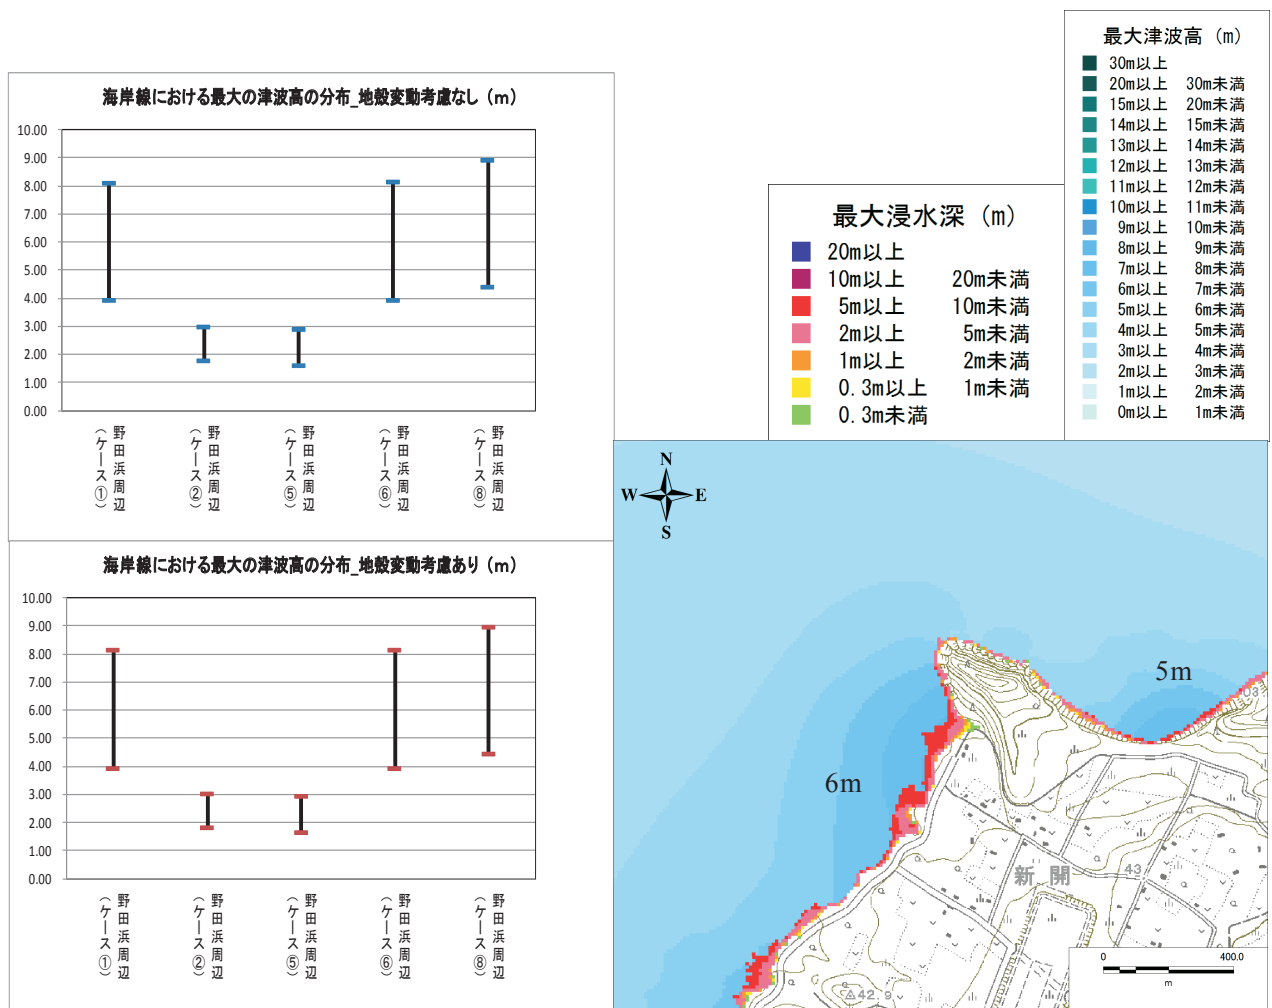 海岸線における最大の津波高の分布_地殻変動考慮なし（m）
10.00
9.00
8.00
7.00
6.00
5.00
4.00
3.00
2.00
1.00
0.00
野田浜周辺
（ケース①）
野田浜周辺
（ケース②）
野田浜周辺
（ケース⑤）
野田浜周辺
（ケース⑥）
野田浜周辺
（ケース⑧）
海岸線における最大の津波高の分布_地殻変動考慮あり（m）
10.00
9.00
8.00
7.00
6.00
5.00
4.00
3.00
2.00
1.00
0.00
野田浜周辺
（ケース①）
野田浜周辺
（ケース②）
野田浜周辺
（ケース⑤）
野田浜周辺
（ケース⑥）
野田浜周辺
（ケース⑧）
最大浸水深（m）
20m以上
10m以上 20m未満
5m以上 10m未満
2m以上 5m未満
1m以上 2m未満
0.3m以上 1m未満
0.3m未満
最大津波高（m）
30m以上
20m以上 30m未満
15m以上 20m未満
14m以上 15m未満
13m以上 14m未満
12m以上 13m未満
11m以上 12m未満
10m以上 11m未満
9m以上 10m未満
8m以上 9m未満
7m以上 8m未満
6m以上 7m未満
5m以上 6m未満
4m以上 5m未満
3m以上 4m未満
2m以上 3m未満
1m以上 2m未満
0m以上 1m未満
N
W E
S
5m
6m
新開
43
42.9
0 400.0
m